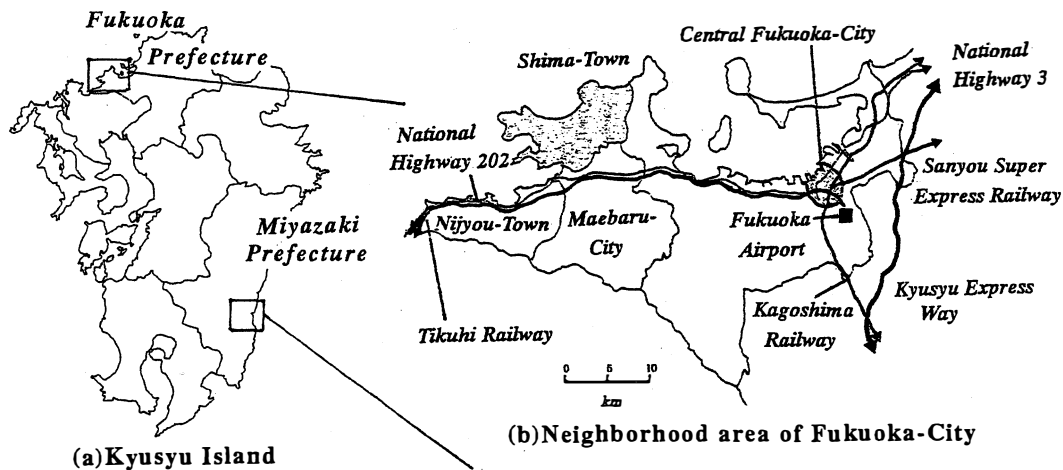 Fukuoka
Prefecture
Miyazaki
Prefecture
(a)Kyusyu Island
Central Fukuoka-City
National
Highway 3
Shima-Town
National
Highway 202
Sanyou Super
Express Railway
Nijyou-Town
Maebaru-
City
Fukuoka
Airport
Kagoshima
Railway
Kyusyu Express
Way
Tikuhi Railway
0 5 10
km
(b)Neighborhood area of Fukuoka-City